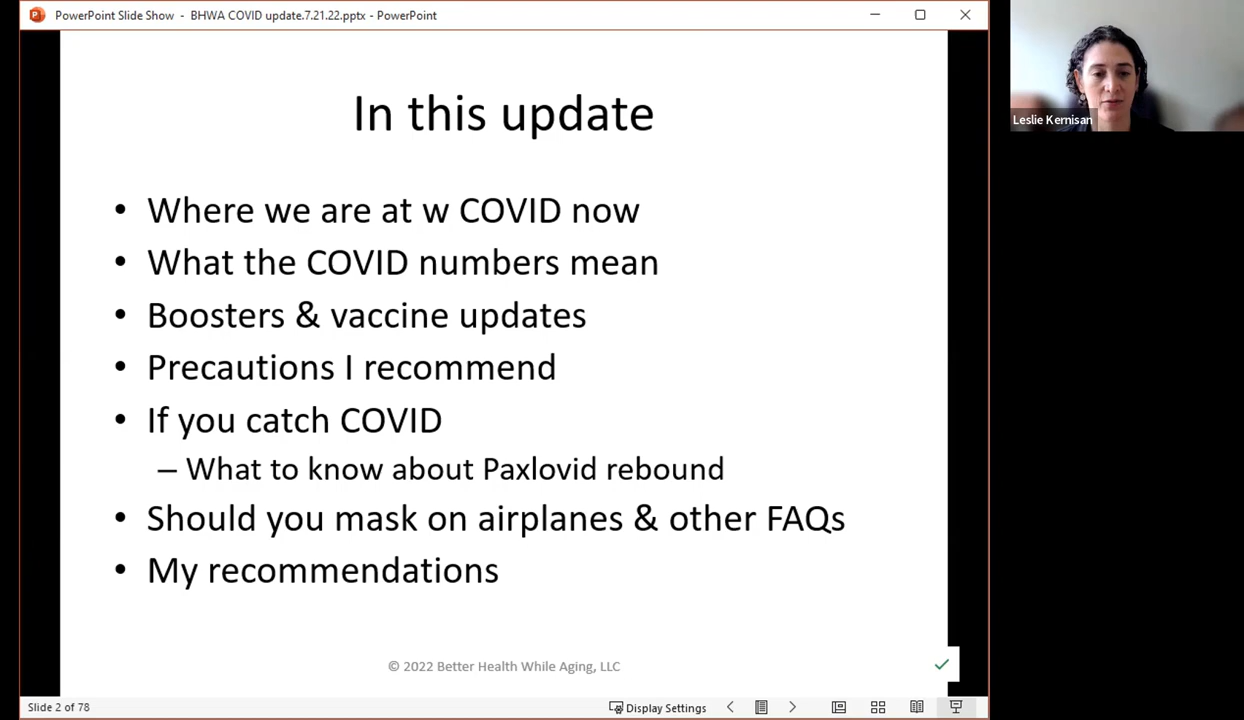 PowerPoint Slide Show - BHWA COVID update.7.21.22.pptx - PowerPoint
In this update
• Where we are at w COVID now
• What the COVID numbers mean
• Boosters & vaccine updates
• Precautions I recommend
• If you catch COVID
– What to know about Paxlovid rebound
• Should you mask on airplanes & other FAQs
• My recommendations
© 2022 Better Health While Aging, LLC
Slide 2 of 78
Display Settings
Leslie Kernisan